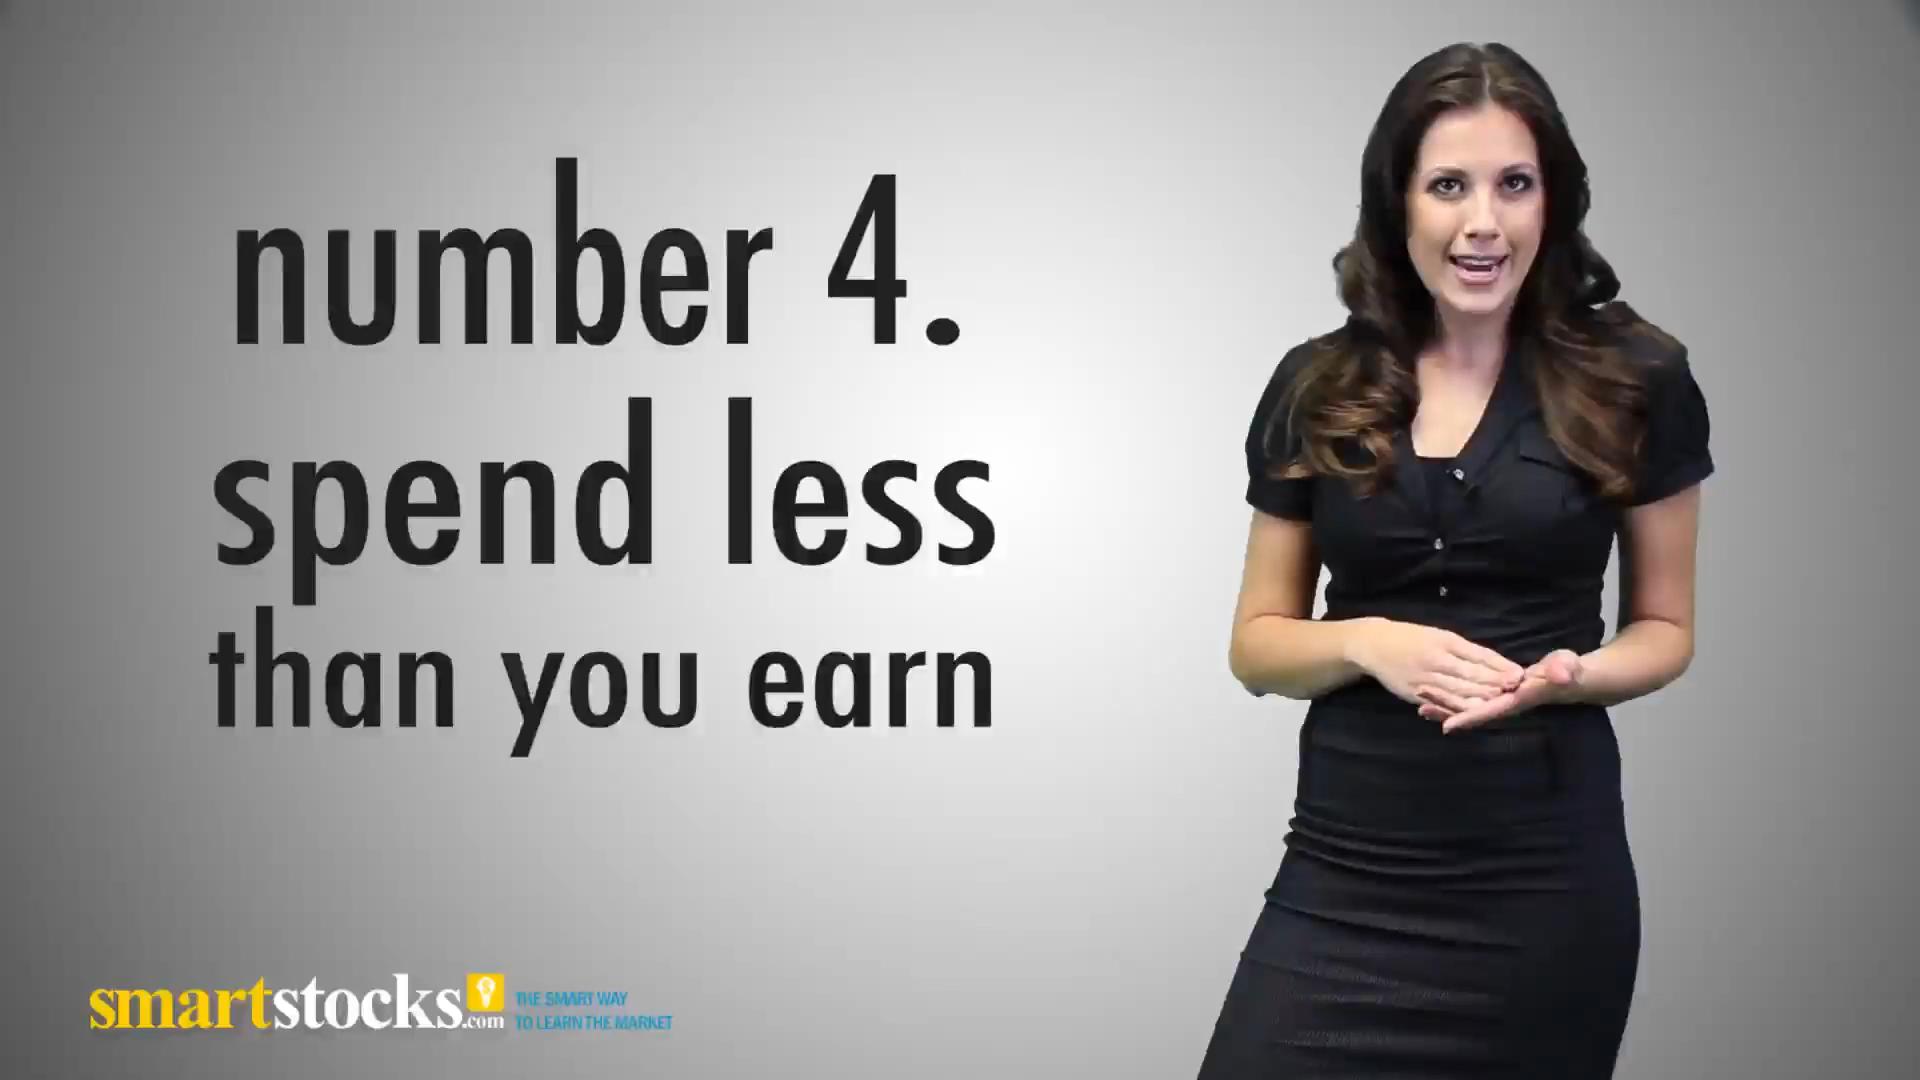 number 4.
spend less
than you earn
smartstocks.com
THE SMART WAY
TO LEARN THE MARKET